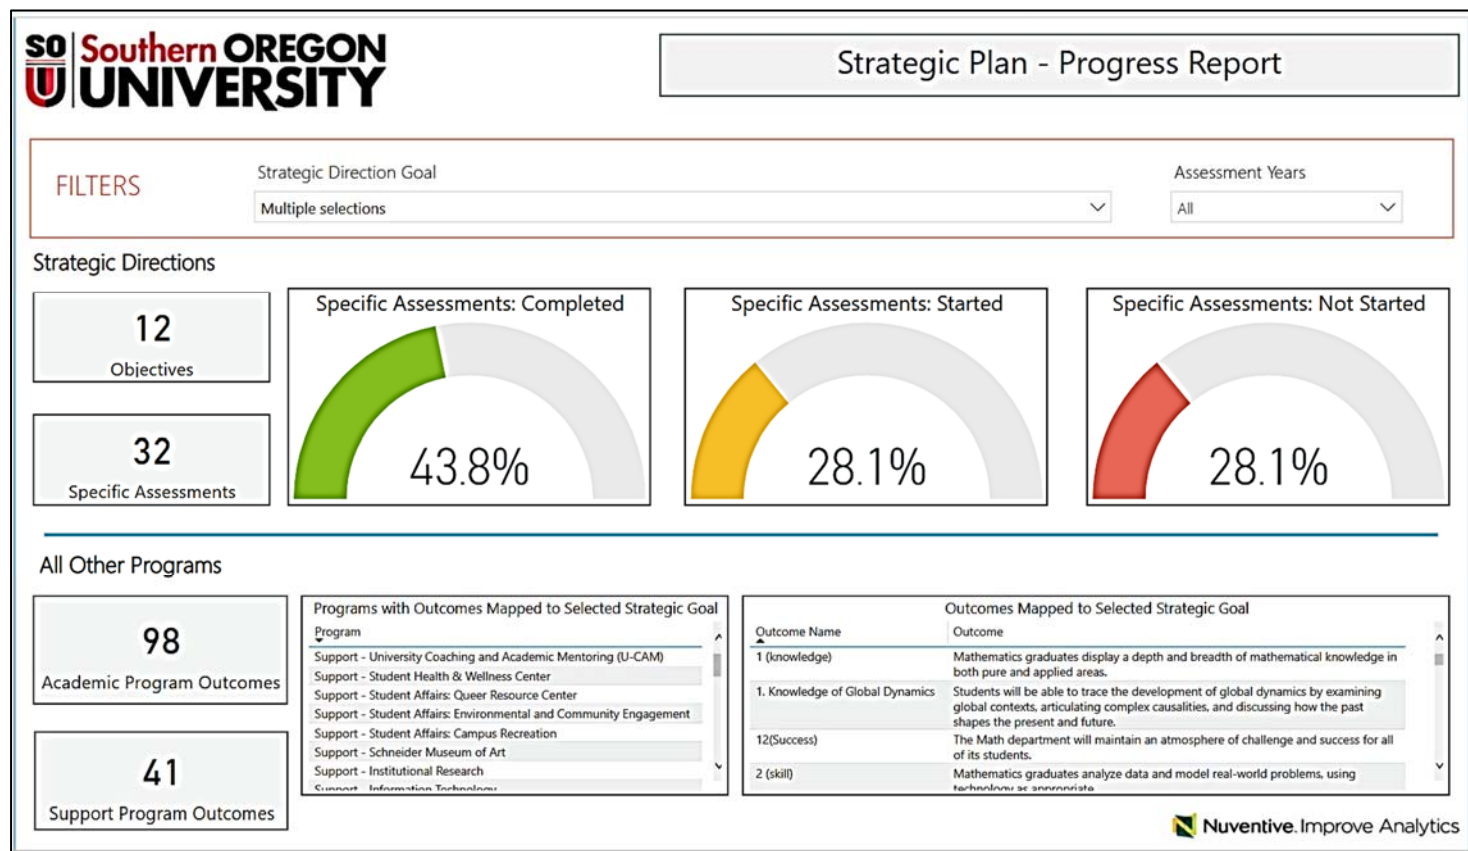 SO Southern OREGON
U UNIVERSITY
Strategic Plan - Progress Report
FILTERS
Strategic Direction Goal
Multiple selections
Assessment Years
All
Strategic Directions
12
Objectives
32
Specific Assessments
Specific Assessments: Completed
43.8%
Specific Assessments: Started
28.1%
Specific Assessments: Not Started
28.1%
All Other Programs
98
Academic Program Outcomes
41
Support Program Outcomes
Programs with Outcomes Mapped to Selected Strategic Goal
Program
Support - University Coaching and Academic Mentoring (U-CAM)
Support - Student Health & Wellness Center
Support - Student Affairs: Queer Resource Center
Support - Student Affairs: Environmental and Community Engagement
Support - Student Affairs: Campus Recreation
Support - Schneider Museum of Art
Support - Institutional Research
Support - Information Technology
Outcomes Mapped to Selected Strategic Goal
Outcome Name Outcome
1 (knowledge) Mathematics graduates display a depth and breadth of mathematical knowledge in
both pure and applied areas.
1. Knowledge of Global Dynamics Students will be able to trace the development of global dynamics by examining
global contexts, articulating complex causalities, and discussing how the past
shapes the present and future.
12(Success) The Math department will maintain an atmosphere of challenge and success for all
of its students.
2 (skill) Mathematics graduates analyze data and model real-world problems, using
technology as appropriate.
Nuventive. Improve Analytics